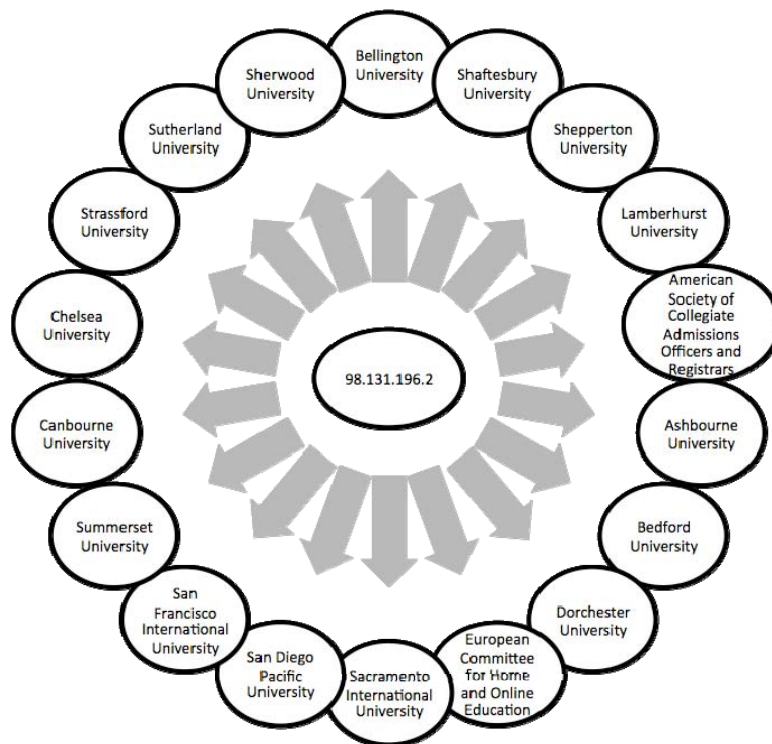 Bellington
University
Shaftesbury
University
Shepperton
University
Lamberhurst
University
American
Society of
Collegiate
Admissions
Officers and
Registrars
Ashbourne
University
Bedford
University
Dorchester
University
European
Committee
for Home
and Online
Education
Sacramento
International
University
San Diego
Pacific
University
San
Francisco
International
University
Summerset
University
Canbourne
University
Chelsea
University
Strassford
University
Sutherland
University
Sherwood
University
98.131.196.2